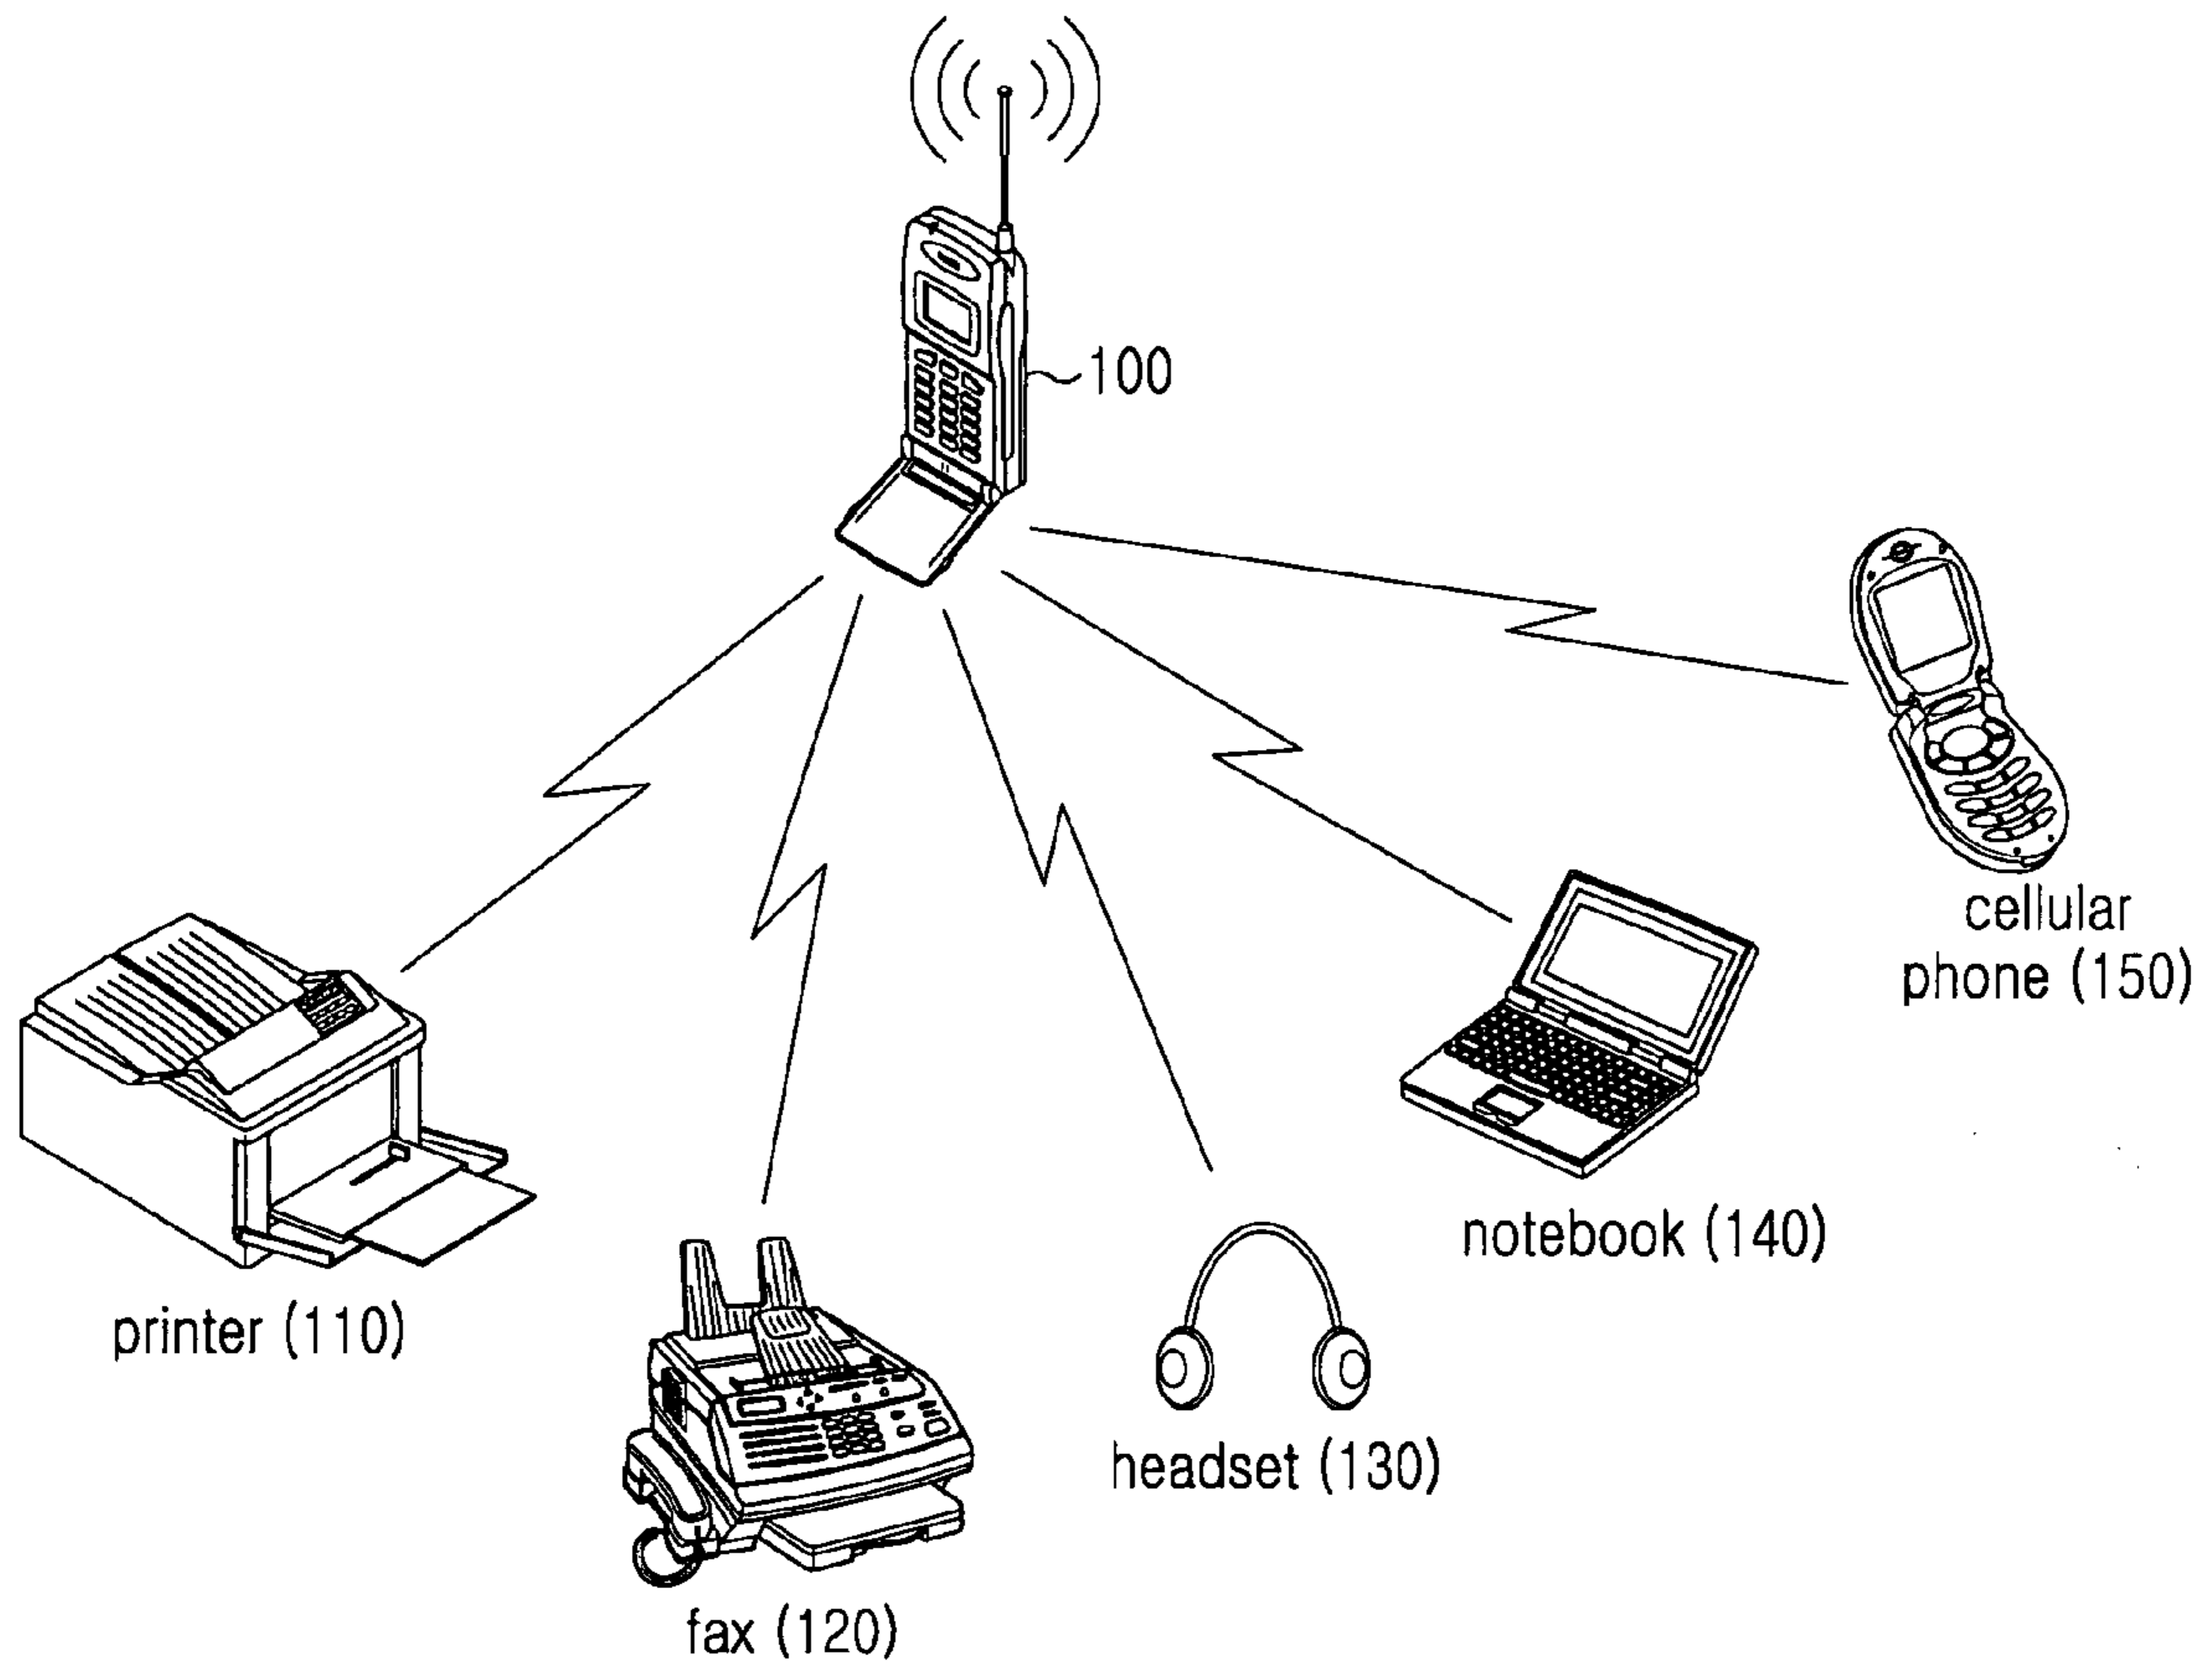 100
cellular
phone (150)
notebook (140)
printer (110)
headset (130)
fax (120)